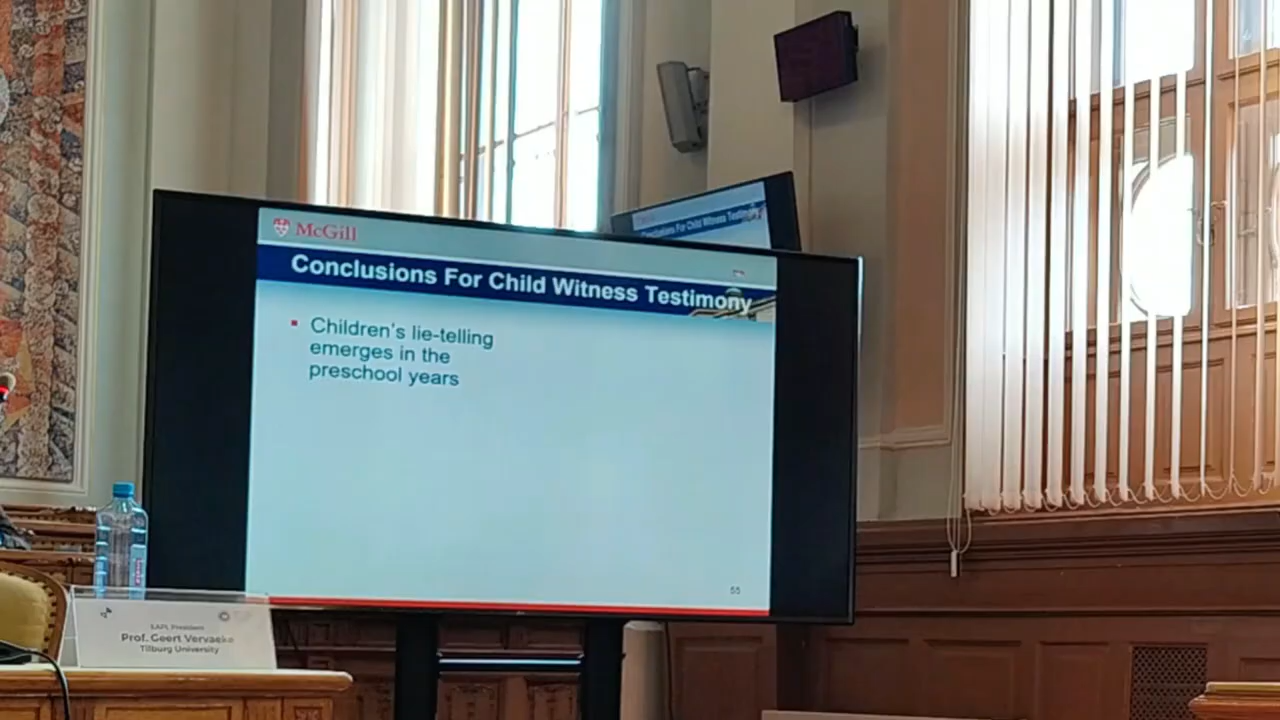 McGill
Conclusions For Child Witness Testimony
▪ Children's lie-telling
emerges in the
preschool years
55
Conclusions For Child Witness Testimony
EAPL President
Prof. Geert Vervaeke
Tilburg University